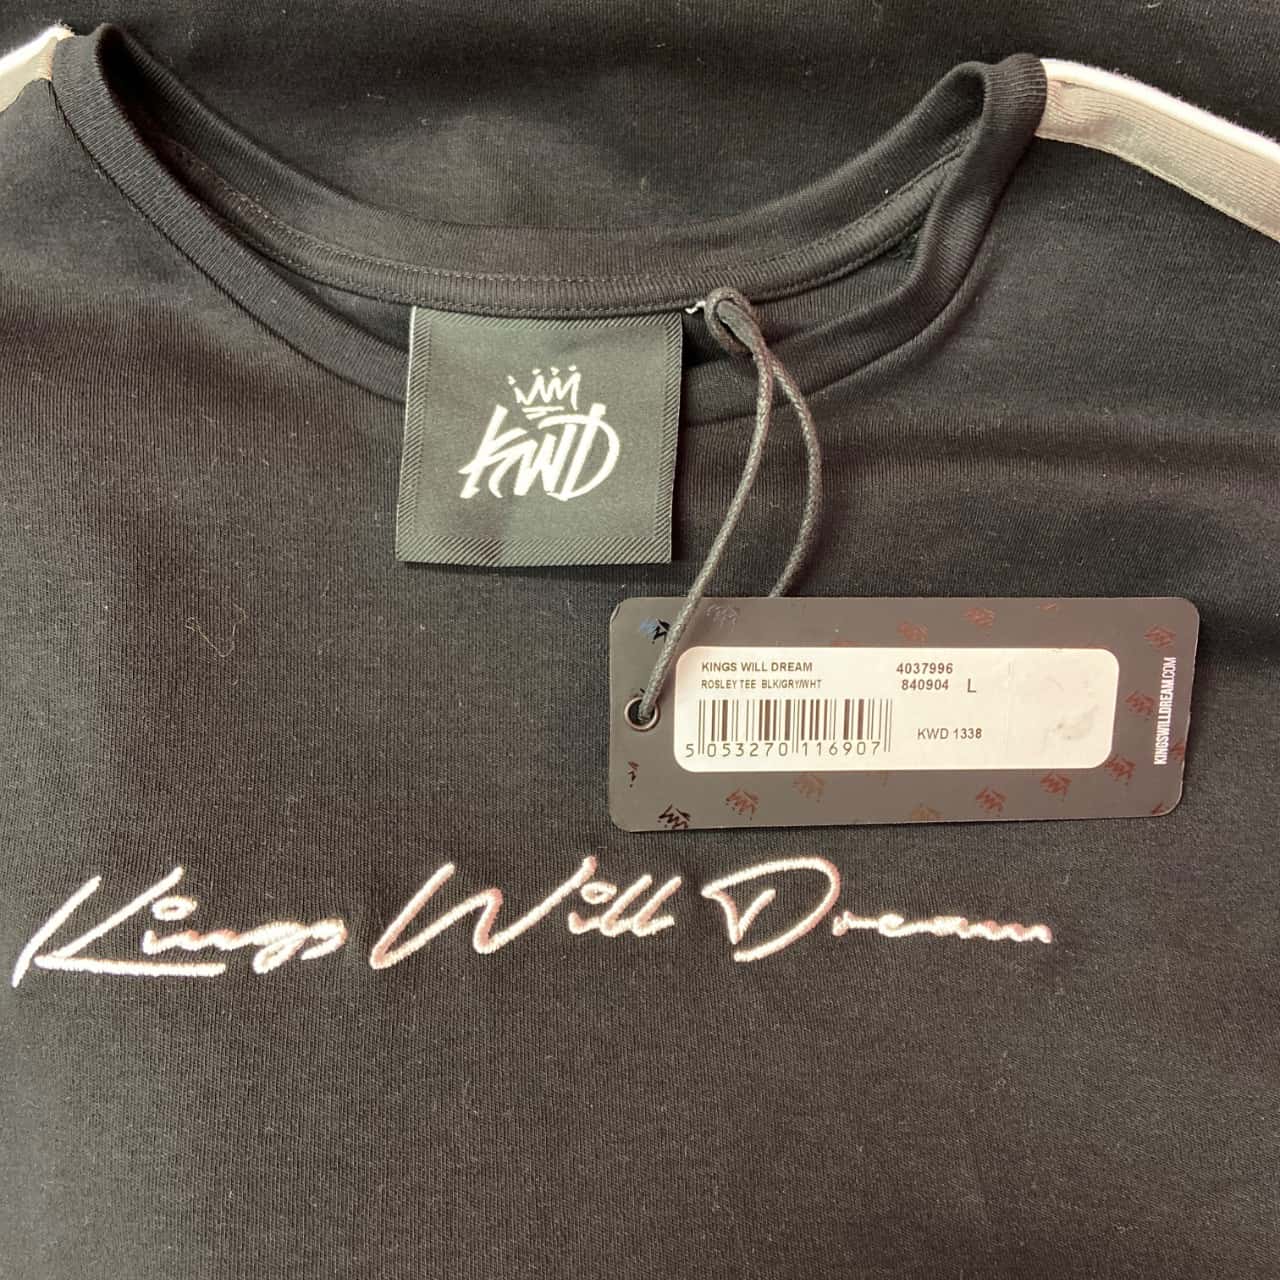 KWD
KINGS WILL DREAM 4037996
ROSLEY TEE BLK/GRY/WHT 840904 L
KWD 1338
5 053270 116907
KINGSWILLDREAM.COM
Kings Will Dream